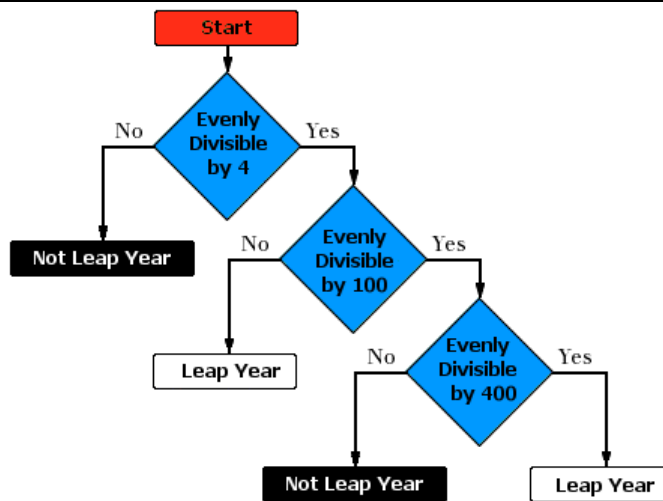 Start
Evenly
Divisible
by 4
No
Yes
Not Leap Year
Evenly
Divisible
by 100
No
Yes
Leap Year
Evenly
Divisible
by 400
No
Yes
Not Leap Year
Leap Year